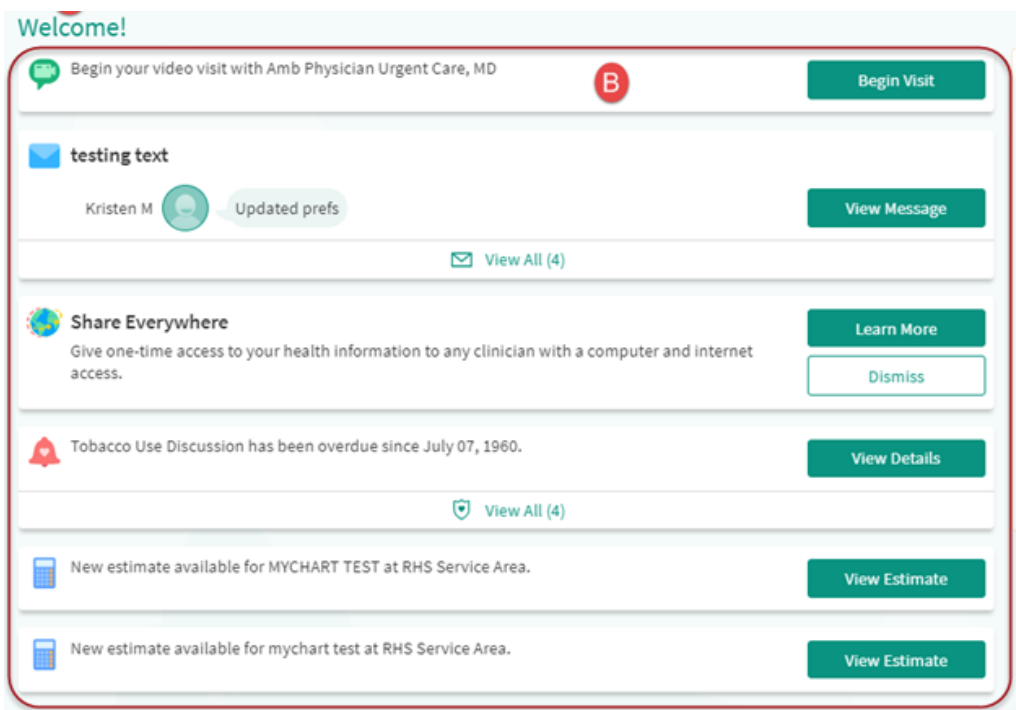 Welcome!
Begin your video visit with Amb Physician Urgent Care, MD
B
Begin Visit
testing text
Kristen M
Updated prefs
View Message
View All (4)
Share Everywhere
Learn More
Give one-time access to your health information to any clinician with a computer and internet
access.
Dismiss
Tobacco Use Discussion has been overdue since July 07, 1960.
View Details
View All (4)
New estimate available for MYCHART TEST at RHS Service Area.
View Estimate
New estimate available for mychart test at RHS Service Area.
View Estimate